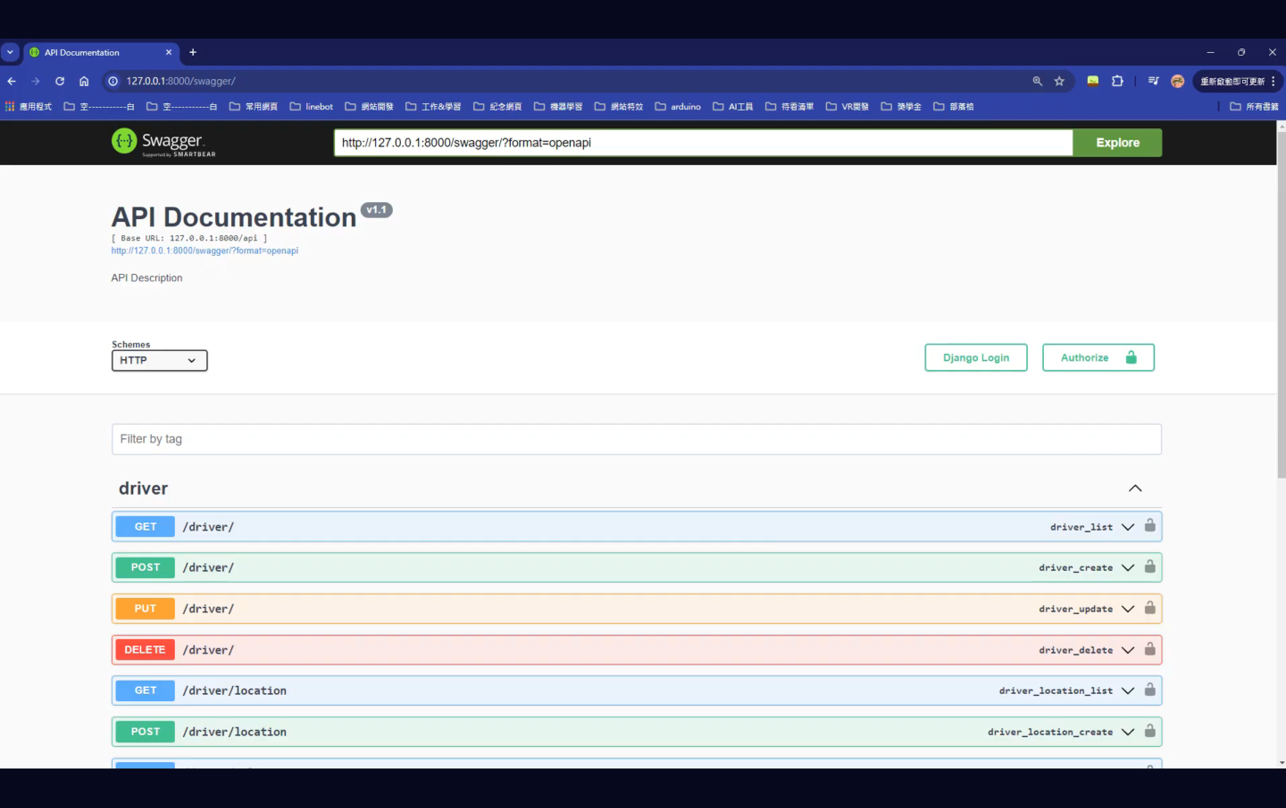 API Documentation
127.0.0.1:8000/swagger/
重新啟動即可更新
應用程式 空-----------白 空-----------白 常用網頁 linebot 網站開發 工作&學習 紀念網頁 機器學習 網站特效 arduino AI工具 待看清單 VR開發 獎學金 部落格 所有書籤
Swagger
Supported by SMARTBEAR
http://127.0.0.1:8000/swagger/?format=openapi
Explore
API Documentation v1.1
[ Base URL: 127.0.0.1:8000/api ]
http://127.0.0.1:8000/swagger/?format=openapi
API Description
Schemes
HTTP
Django Login
Authorize
Filter by tag
driver
GET /driver/ driver_list
POST /driver/ driver_create
PUT /driver/ driver_update
DELETE /driver/ driver_delete
GET /driver/location driver_location_list
POST /driver/location driver_location_create